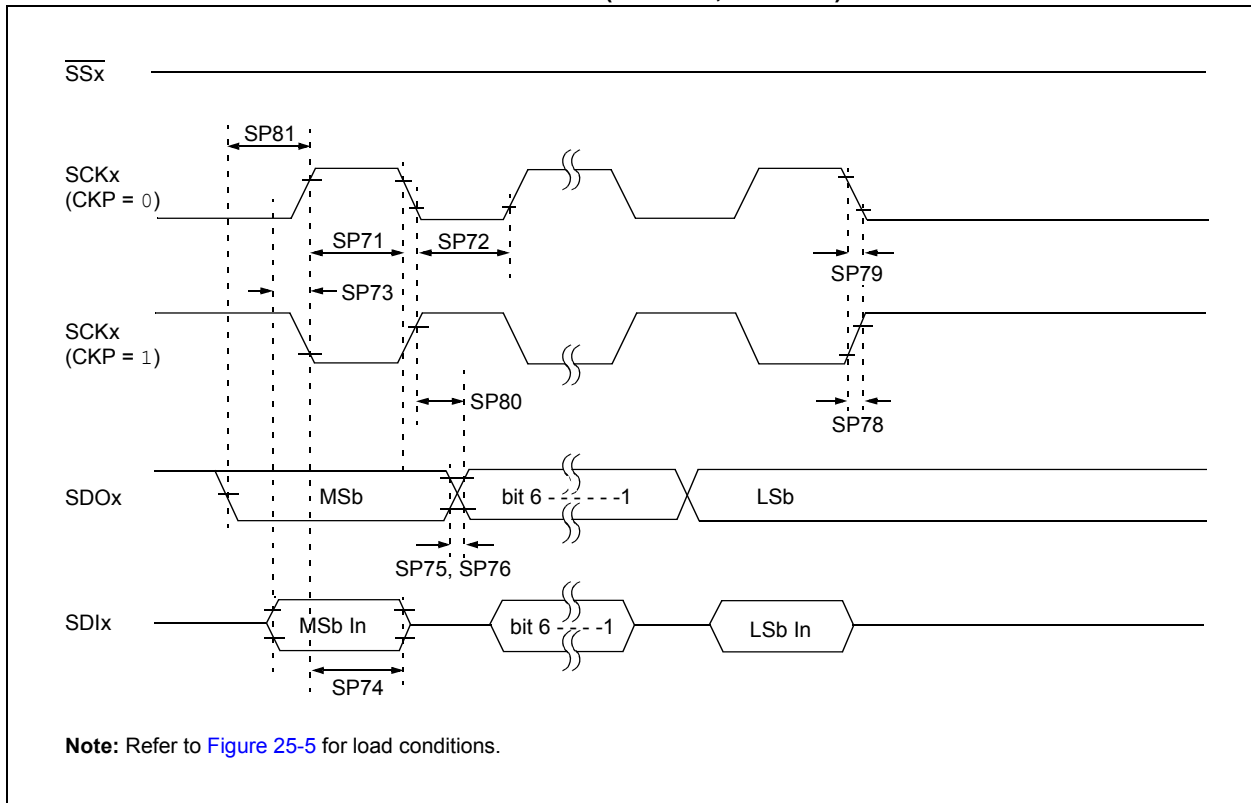 SSx
SP81
SCKx
(CKP = 0)
SP71
SP72
SP79
SP73
SCKx
(CKP = 1)
SP80
SP78
SDOx
MSb
bit 6 - - - - - -1
LSb
SP75, SP76
SDIx
MSb In
bit 6 - - - -1
LSb In
SP74
Note: Refer to Figure 25-5 for load conditions.